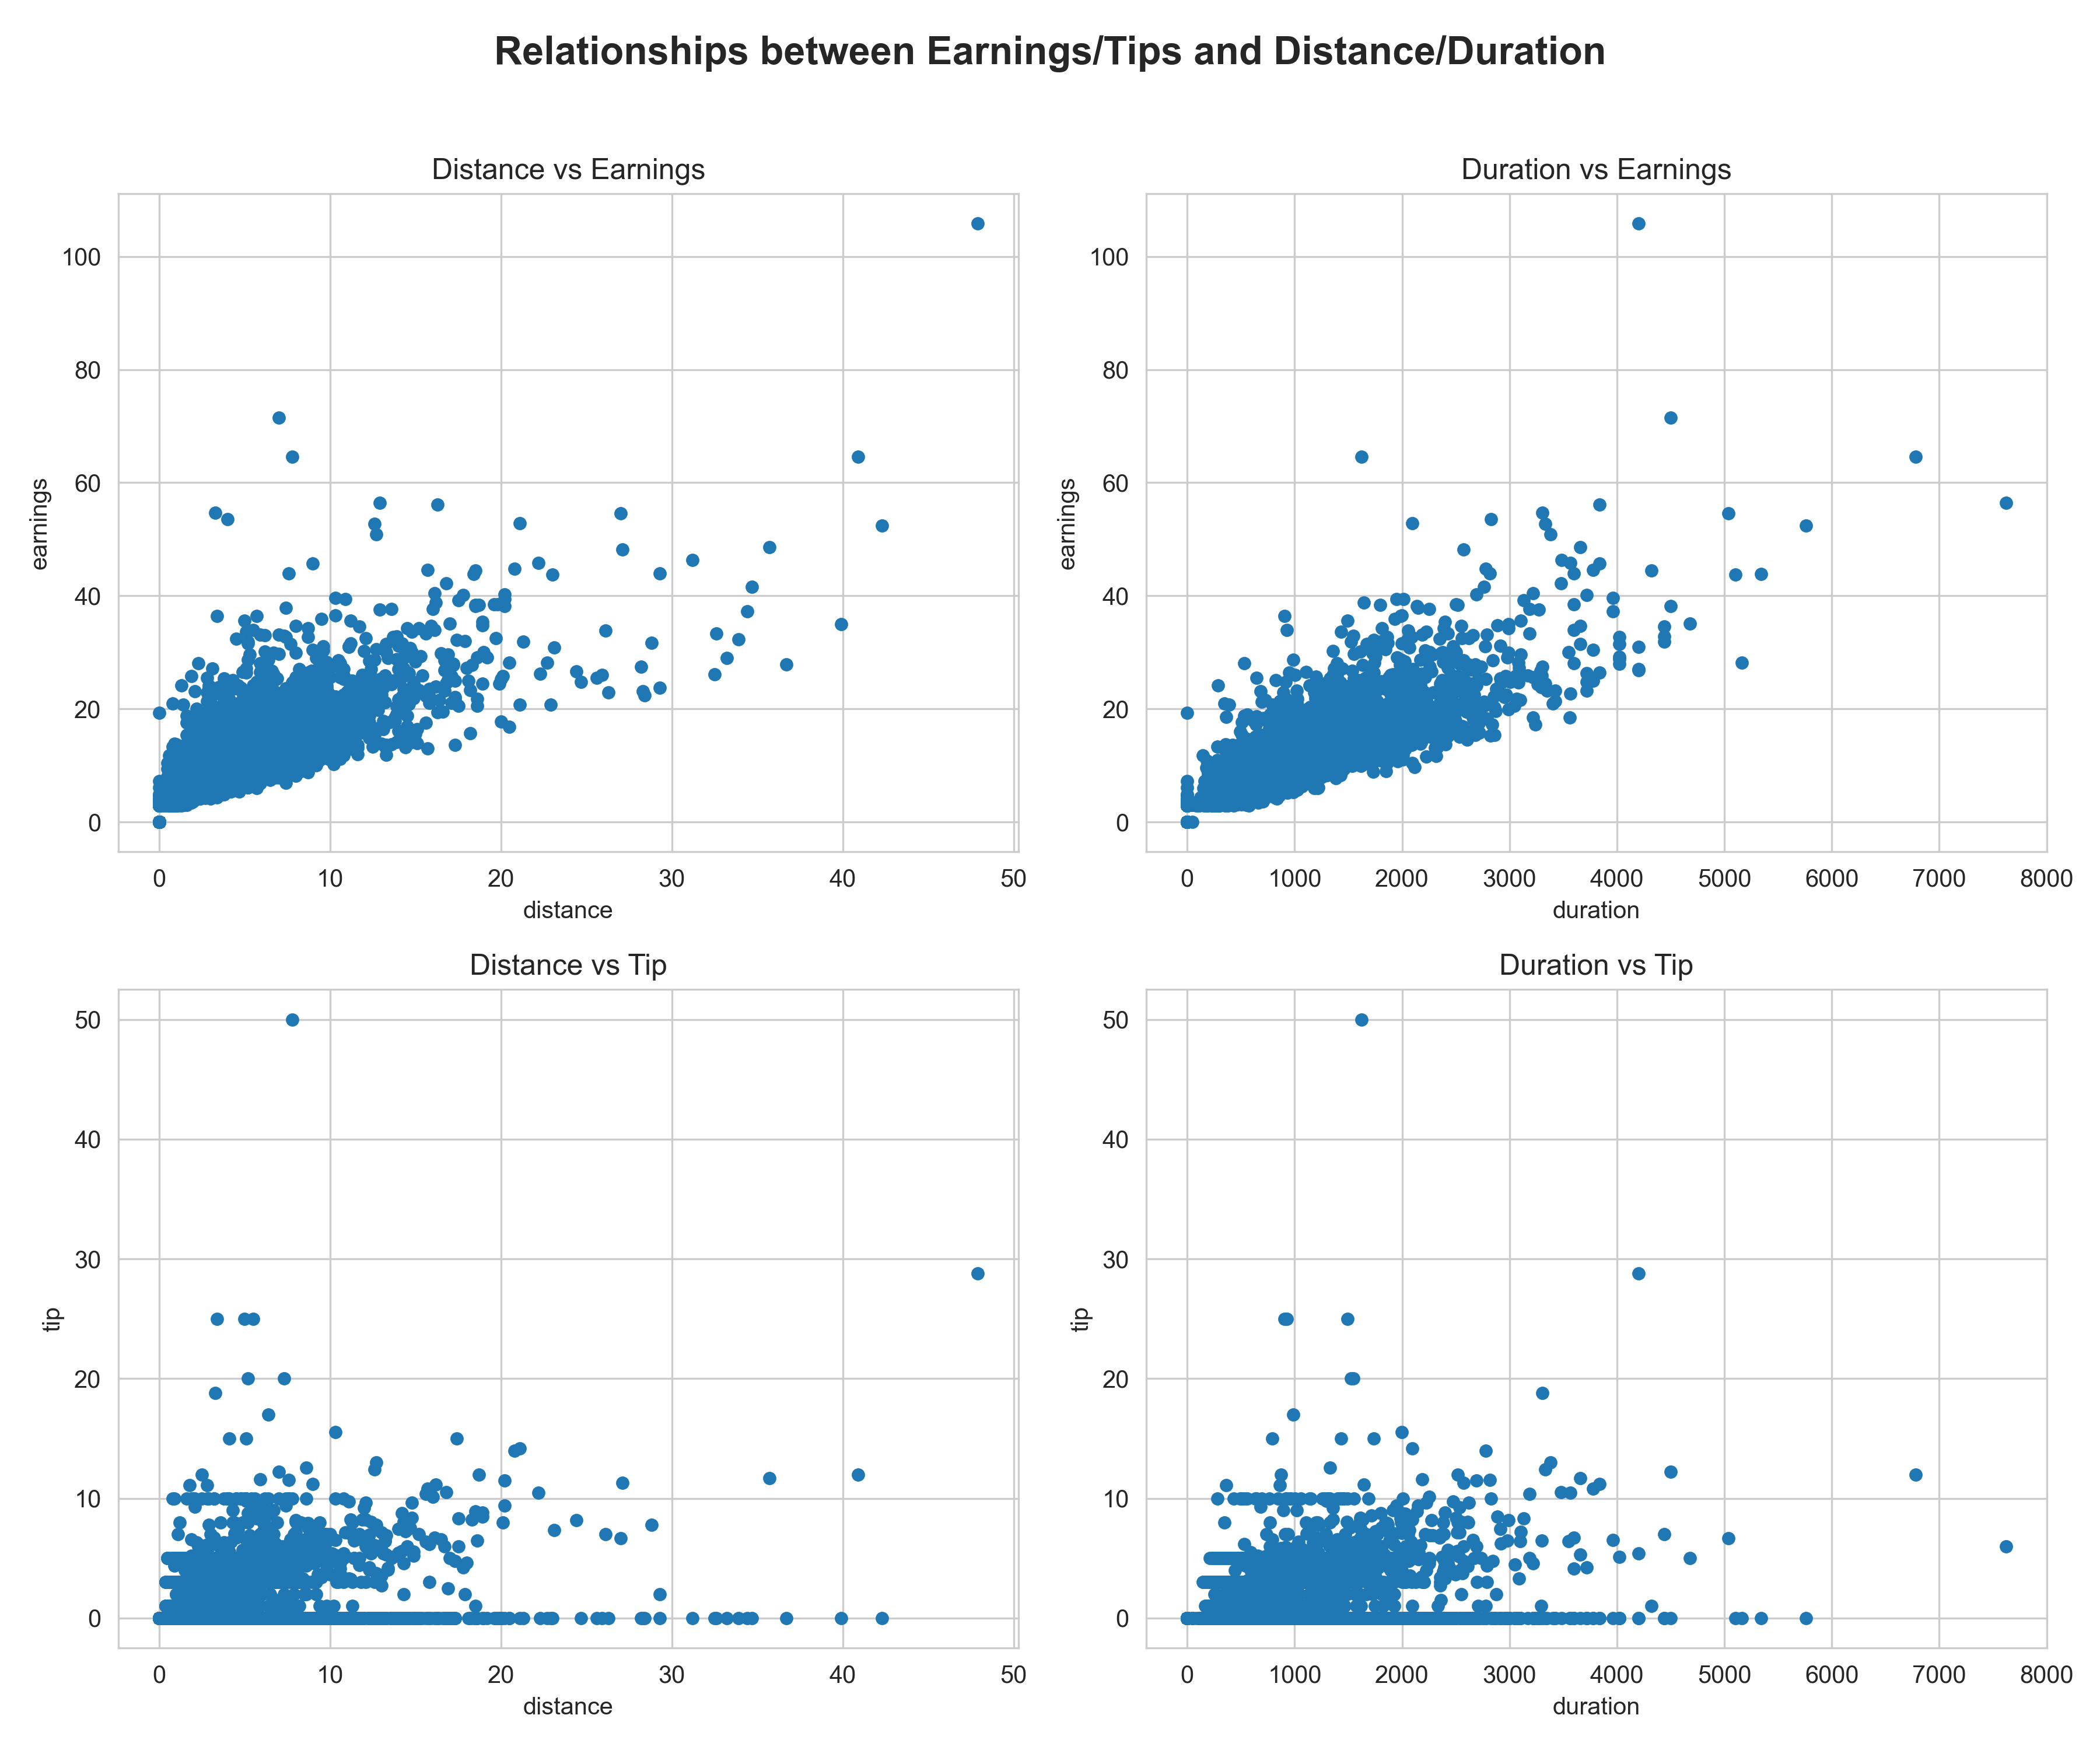 Relationships between Earnings/Tips and Distance/Duration
Distance vs Earnings
earnings
100
80
60
40
20
0
0 10 20 30 40 50
distance
Duration vs Earnings
earnings
100
80
60
40
20
0
0 1000 2000 3000 4000 5000 6000 7000 8000
duration
Distance vs Tip
tip
50
40
30
20
10
0
0 10 20 30 40 50
distance
Duration vs Tip
tip
50
40
30
20
10
0
0 1000 2000 3000 4000 5000 6000 7000 8000
duration